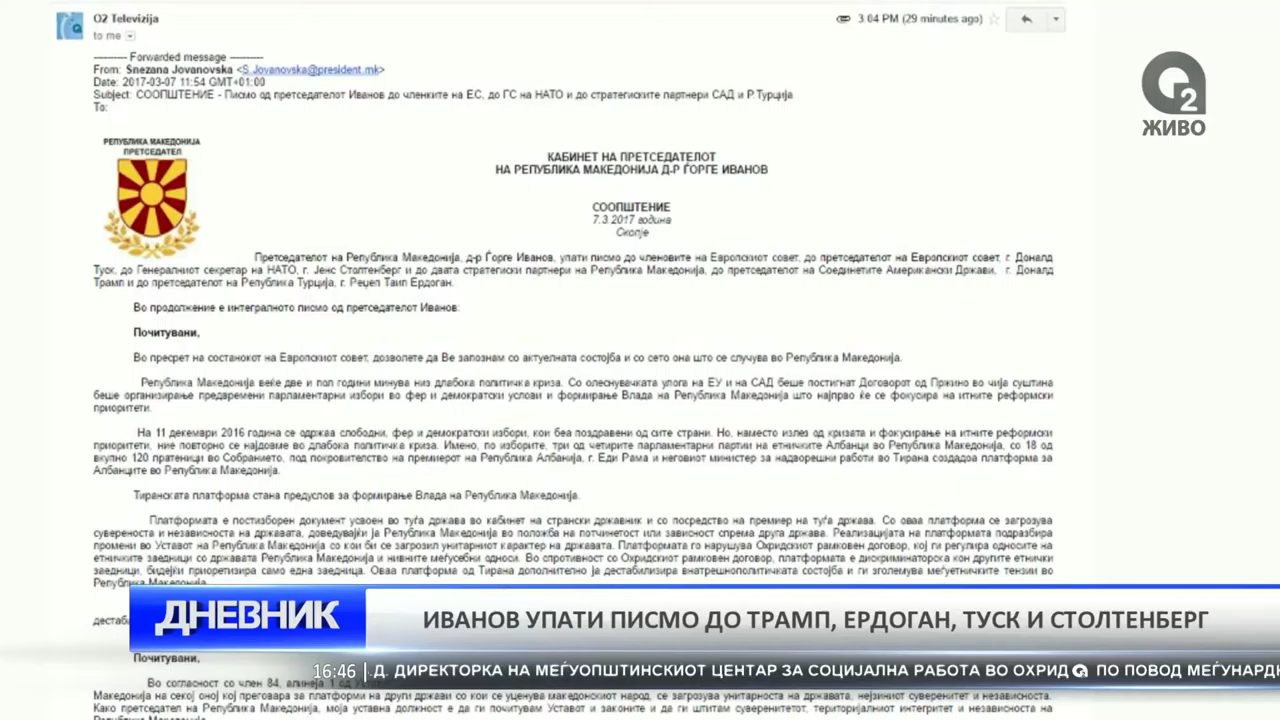 O2 Televizija
3:04 PM (29 minutes ago)
to me
---------- Forwarded message ----------
From: Snezana Jovanovska <S.Jovanovska@president.mk>
Date: 2017-03-07 11:54 GMT+01:00
Subject: СООПШТЕНИЕ - Писмо од претседателот Иванов до членките на ЕС, до ГС на НАТО и до стратегиските партнери САД и Р.Турција
To:
2
ЖИВО
РЕПУБЛИКА МАКЕДОНИЈА
ПРЕТСЕДАТЕЛ
КАБИНЕТ НА ПРЕТСЕДАТЕЛОТ
НА РЕПУБЛИКА МАКЕДОНИЈА Д-Р ЃОРГЕ ИВАНОВ
СООПШТЕНИЕ
7.3.2017 година
Скопје
Претседателот на Република Македонија, д-р Ѓорге Иванов, упати писмо до членовите на Европскиот совет, до претседателот на Европскиот совет, г. Доналд
Туск, до Генералниот секретар на НАТО, г. Јенс Столтенберг и до двата стратегиски партнери на Република Македонија, до претседателот на Соединетите Американски Држави, г. Доналд
Трамп и до претседателот на Република Турција, г. Реџеп Таип Ердоган.
Во продолжение е интегралното писмо од претседателот Иванов:
Почитувани,
Во пресрет на состанокот на Европскиот совет, дозволете да Ве запознам со актуелната состојба и со сето она што се случува во Република Македонија.
Република Македонија веќе две и пол години минува низ длабока политичка криза. Со олеснувачката улога на ЕУ и на САД беше постигнат Договорот од Пржино во чија суштина
беше организирање предвремени парламентарни избори во фер и демократски услови и формирање Влада на Република Македонија што најпрво ќе се фокусира на итните реформски
приоритети.
На 11 декември 2016 година се одржаа слободни, фер и демократски избори, кои беа поздравени од сите страни. Но, наместо излез од кризата и фокусирање на итните реформски
приоритети, ние повторно се најдовме во длабока политичка криза. Имено, по изборите, три од четирите парламентарни партии на етничките Албанци во Република Македонија, со 18 од
вкупно 120 пратеници во Собранието, под покровителство на премиерот на Република Албанија, г. Еди Рама и неговиот министер за надворешни работи во Тирана создадоа платформа за
Албанците во Република Македонија.
Тиранската платформа стана предуслов за формирање Влада на Република Македонија.
Платформата е постизборен документ усвоен во туѓа држава во кабинет на странски државник и со посредство на премиер на туѓа држава. Со оваа платформа се загрозува
сувереноста и независноста на државата, доведувајќи ја Република Македонија во положба на потчинетост или зависност спрема друга држава. Реализацијата на платформата подразбира
промени во Уставот на Република Македонија со кои би се загрозил унитарниот карактер на државата. Платформата го нарушува Охридскиот рамковен договор, кој ги регулира односите на
етничките заедници со државата Република Македонија и нивните меѓусебни односи. Во спротивност со Охридскиот рамковен договор, платформата е дискриминаторска кон другите етнички
заедници, бидејќи приоретизира само една заедница. Оваа платформа од Тирана дополнително ја дестабилизира внатрешнополитичката состојба и ги зголемува меѓуетничките тензии во
Република Македонија.
ДНЕВНИК
ИВАНОВ УПАТИ ПИСМО ДО ТРАМП, ЕРДОГАН, ТУСК И СТОЛТЕНБЕРГ
Почитувани,
16:46
Д. ДИРЕКТОРКА НА МЕЃУОПШТИНСКИОТ ЦЕНТАР ЗА СОЦИЈАЛНА РАБОТА ВО ОХРИД ПО ПОВОД МЕЃУНАРДН
Во согласност со член 84, алинеја 1 од
Македонија на секој оној кој преговара за платформи на други држави со кои се уценува македонскиот народ, се загрозува унитарноста на државата, нејзиниот суверенитет и независноста.
Како претседател на Република Македонија, моја уставна должност е да ги почитувам Уставот и законите и да ги штитам суверенитетот, територијалниот интегритет и независноста на